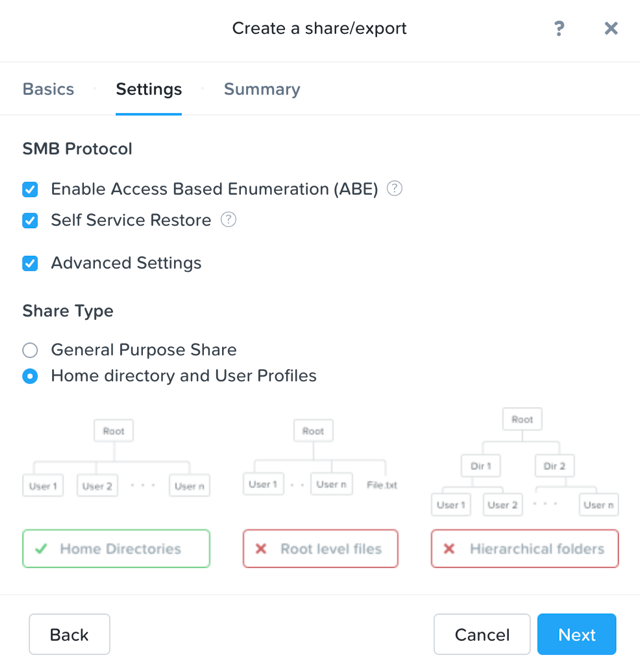 Create a share/export ? ×
Basics Settings Summary
SMB Protocol
Enable Access Based Enumeration (ABE) ?
Self Service Restore ?
Advanced Settings
Share Type
General Purpose Share
Home directory and User Profiles
Root
User 1 User 2 . . . User n
Home Directories
Root
User 1 . . User n File.txt
Root level files
Root
Dir 1 Dir 2
User 1 User 2 . . . User n
Hierarchical folders
Back Cancel Next